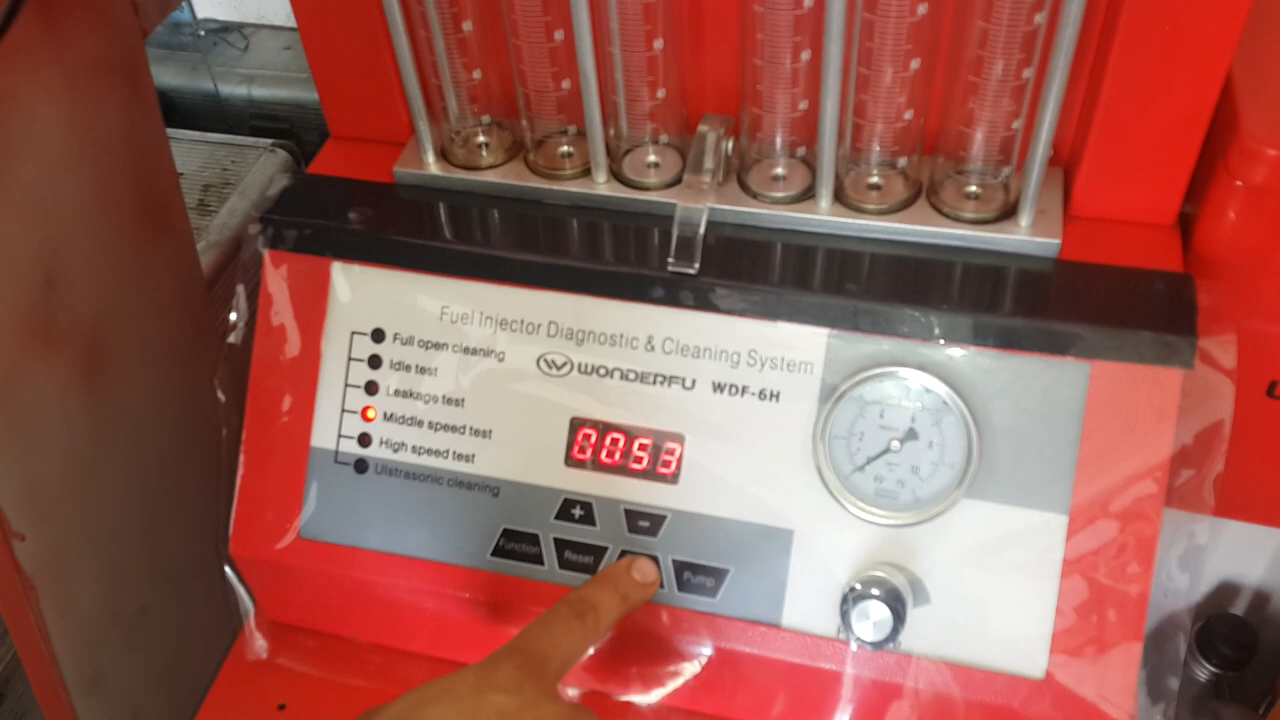 Fuel Injector Diagnostic & Cleaning System
WONDERFU WDF-6H
Full open cleaning
Idle test
Leakage test
Middle speed test
High speed test
Ulstrasonic cleaning
0053
+
-
Function
Reset
Pump